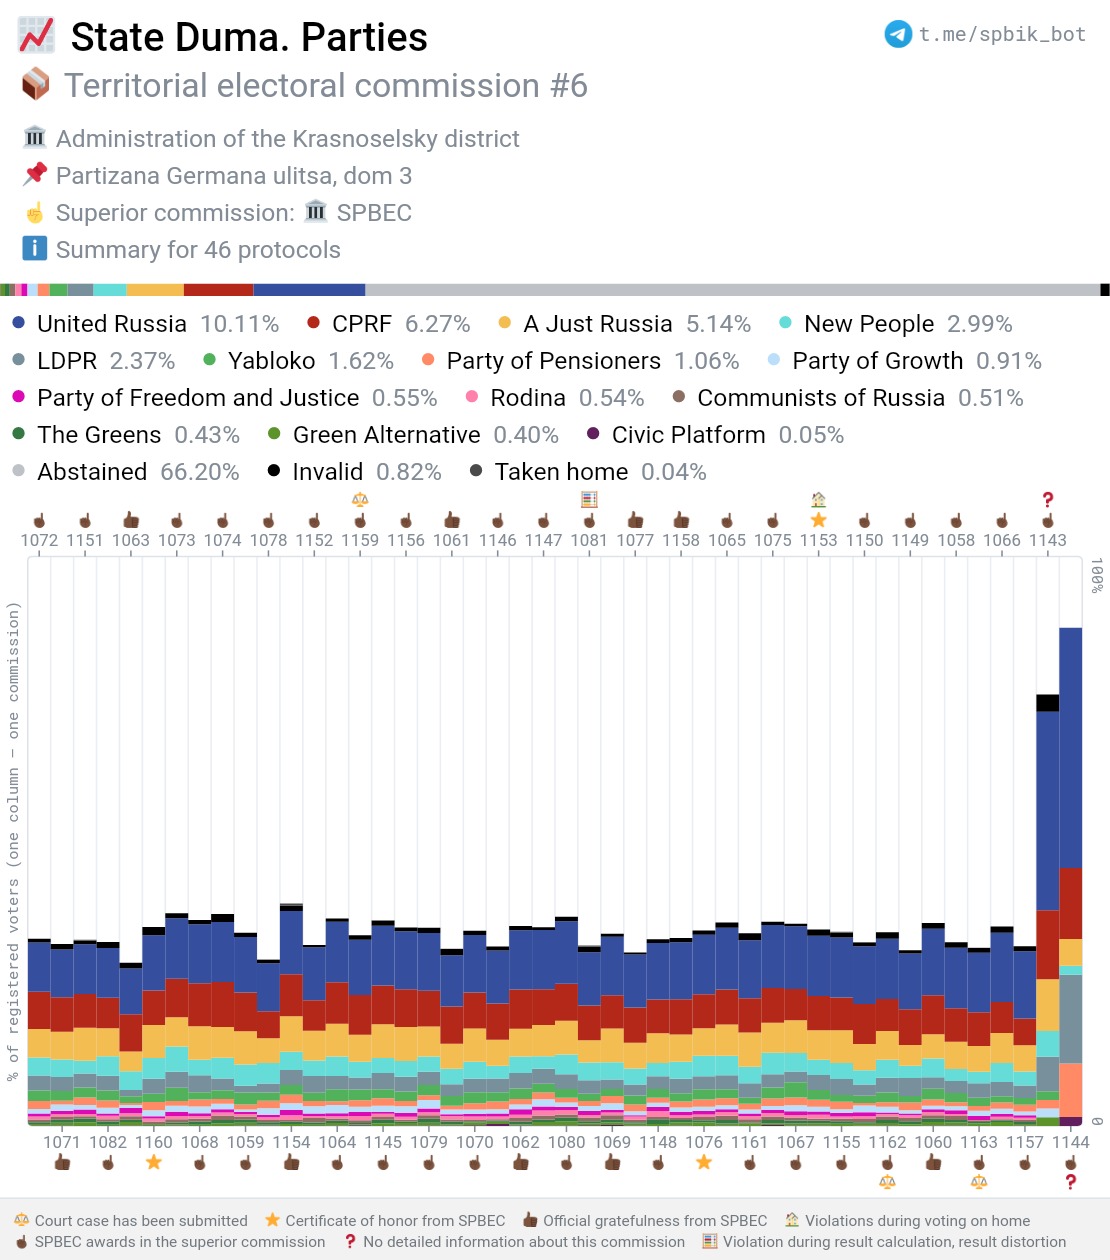 State Duma. Parties
t.me/spbik_bot
Territorial electoral commission #6
Administration of the Krasnoselsky district
Partizana Germana ulitsa, dom 3
Superior commission: SPBEC
Summary for 46 protocols
United Russia 10.11% CPRF 6.27% A Just Russia 5.14% New People 2.99%
LDPR 2.37% Yabloko 1.62% Party of Pensioners 1.06% Party of Growth 0.91%
Party of Freedom and Justice 0.55% Rodina 0.54% Communists of Russia 0.51%
The Greens 0.43% Green Alternative 0.40% Civic Platform 0.05%
Abstained 66.20% Invalid 0.82% Taken home 0.04%
1072 1151 1063 1073 1074 1078 1152 1159 1156 1061 1146 1147 1081 1077 1158 1065 1075 1153 1150 1149 1058 1066 1143
100%
% of registered voters (one column – one commission)
0
1071 1082 1160 1068 1059 1154 1064 1145 1079 1070 1062 1080 1069 1148 1076 1161 1067 1155 1162 1060 1163 1157 1144
Court case has been submitted Certificate of honor from SPBEC Official gratefulness from SPBEC Violations during voting on home
SPBEC awards in the superior commission No detailed information about this commission Violation during result calculation, result distortion